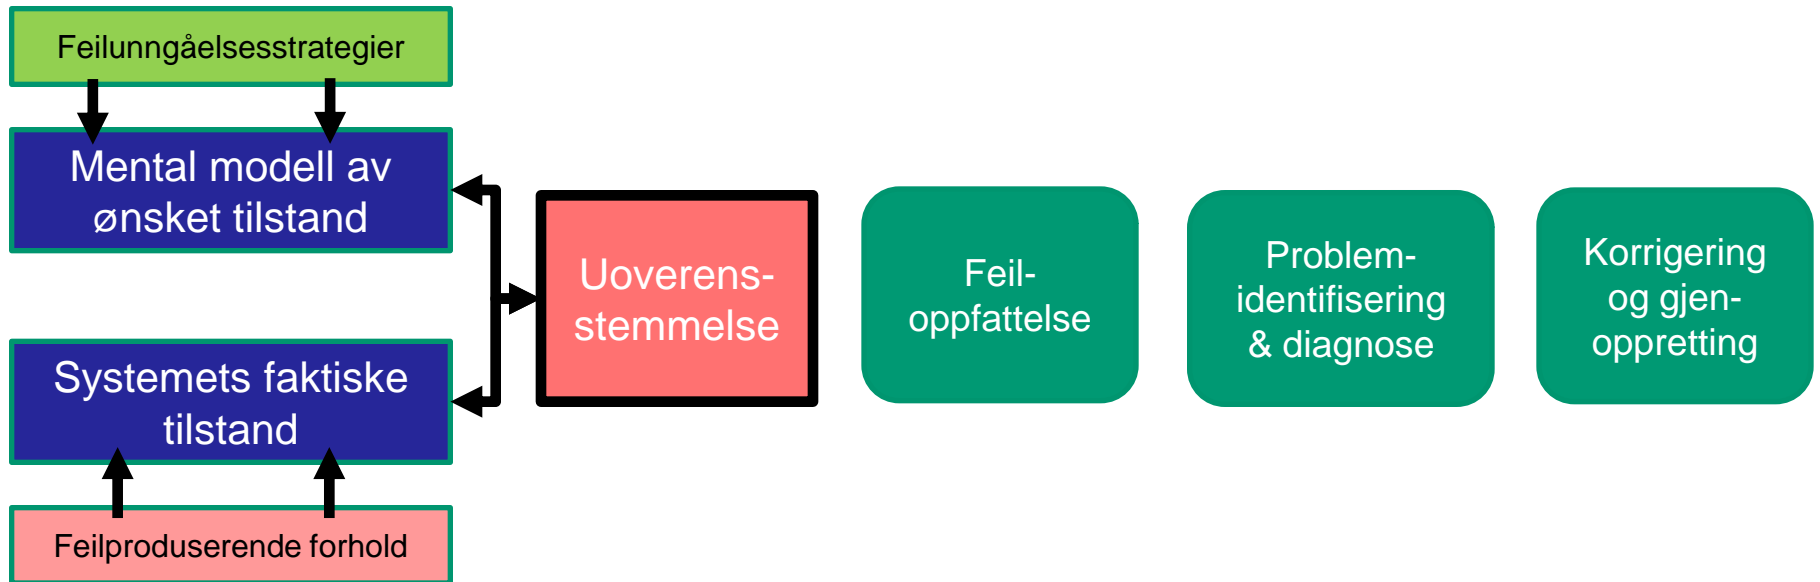 Feilunngåelsesstrategier
Mental modell av
ønsket tilstand
Systemets faktiske
tilstand
Feilproduserende forhold
Uoverens-
stemmelse
Feil-
oppfattelse
Problem-
identifisering
& diagnose
Korrigering
og gjen-
oppretting